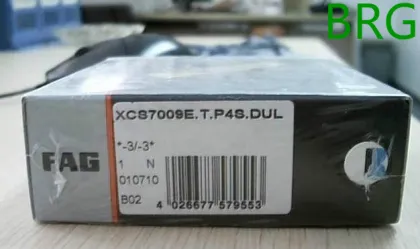 BRG
XCS7009E.T.P4S.DUL
*-3/-3*
FAG
1 N
010710
B02
4 026677 579553